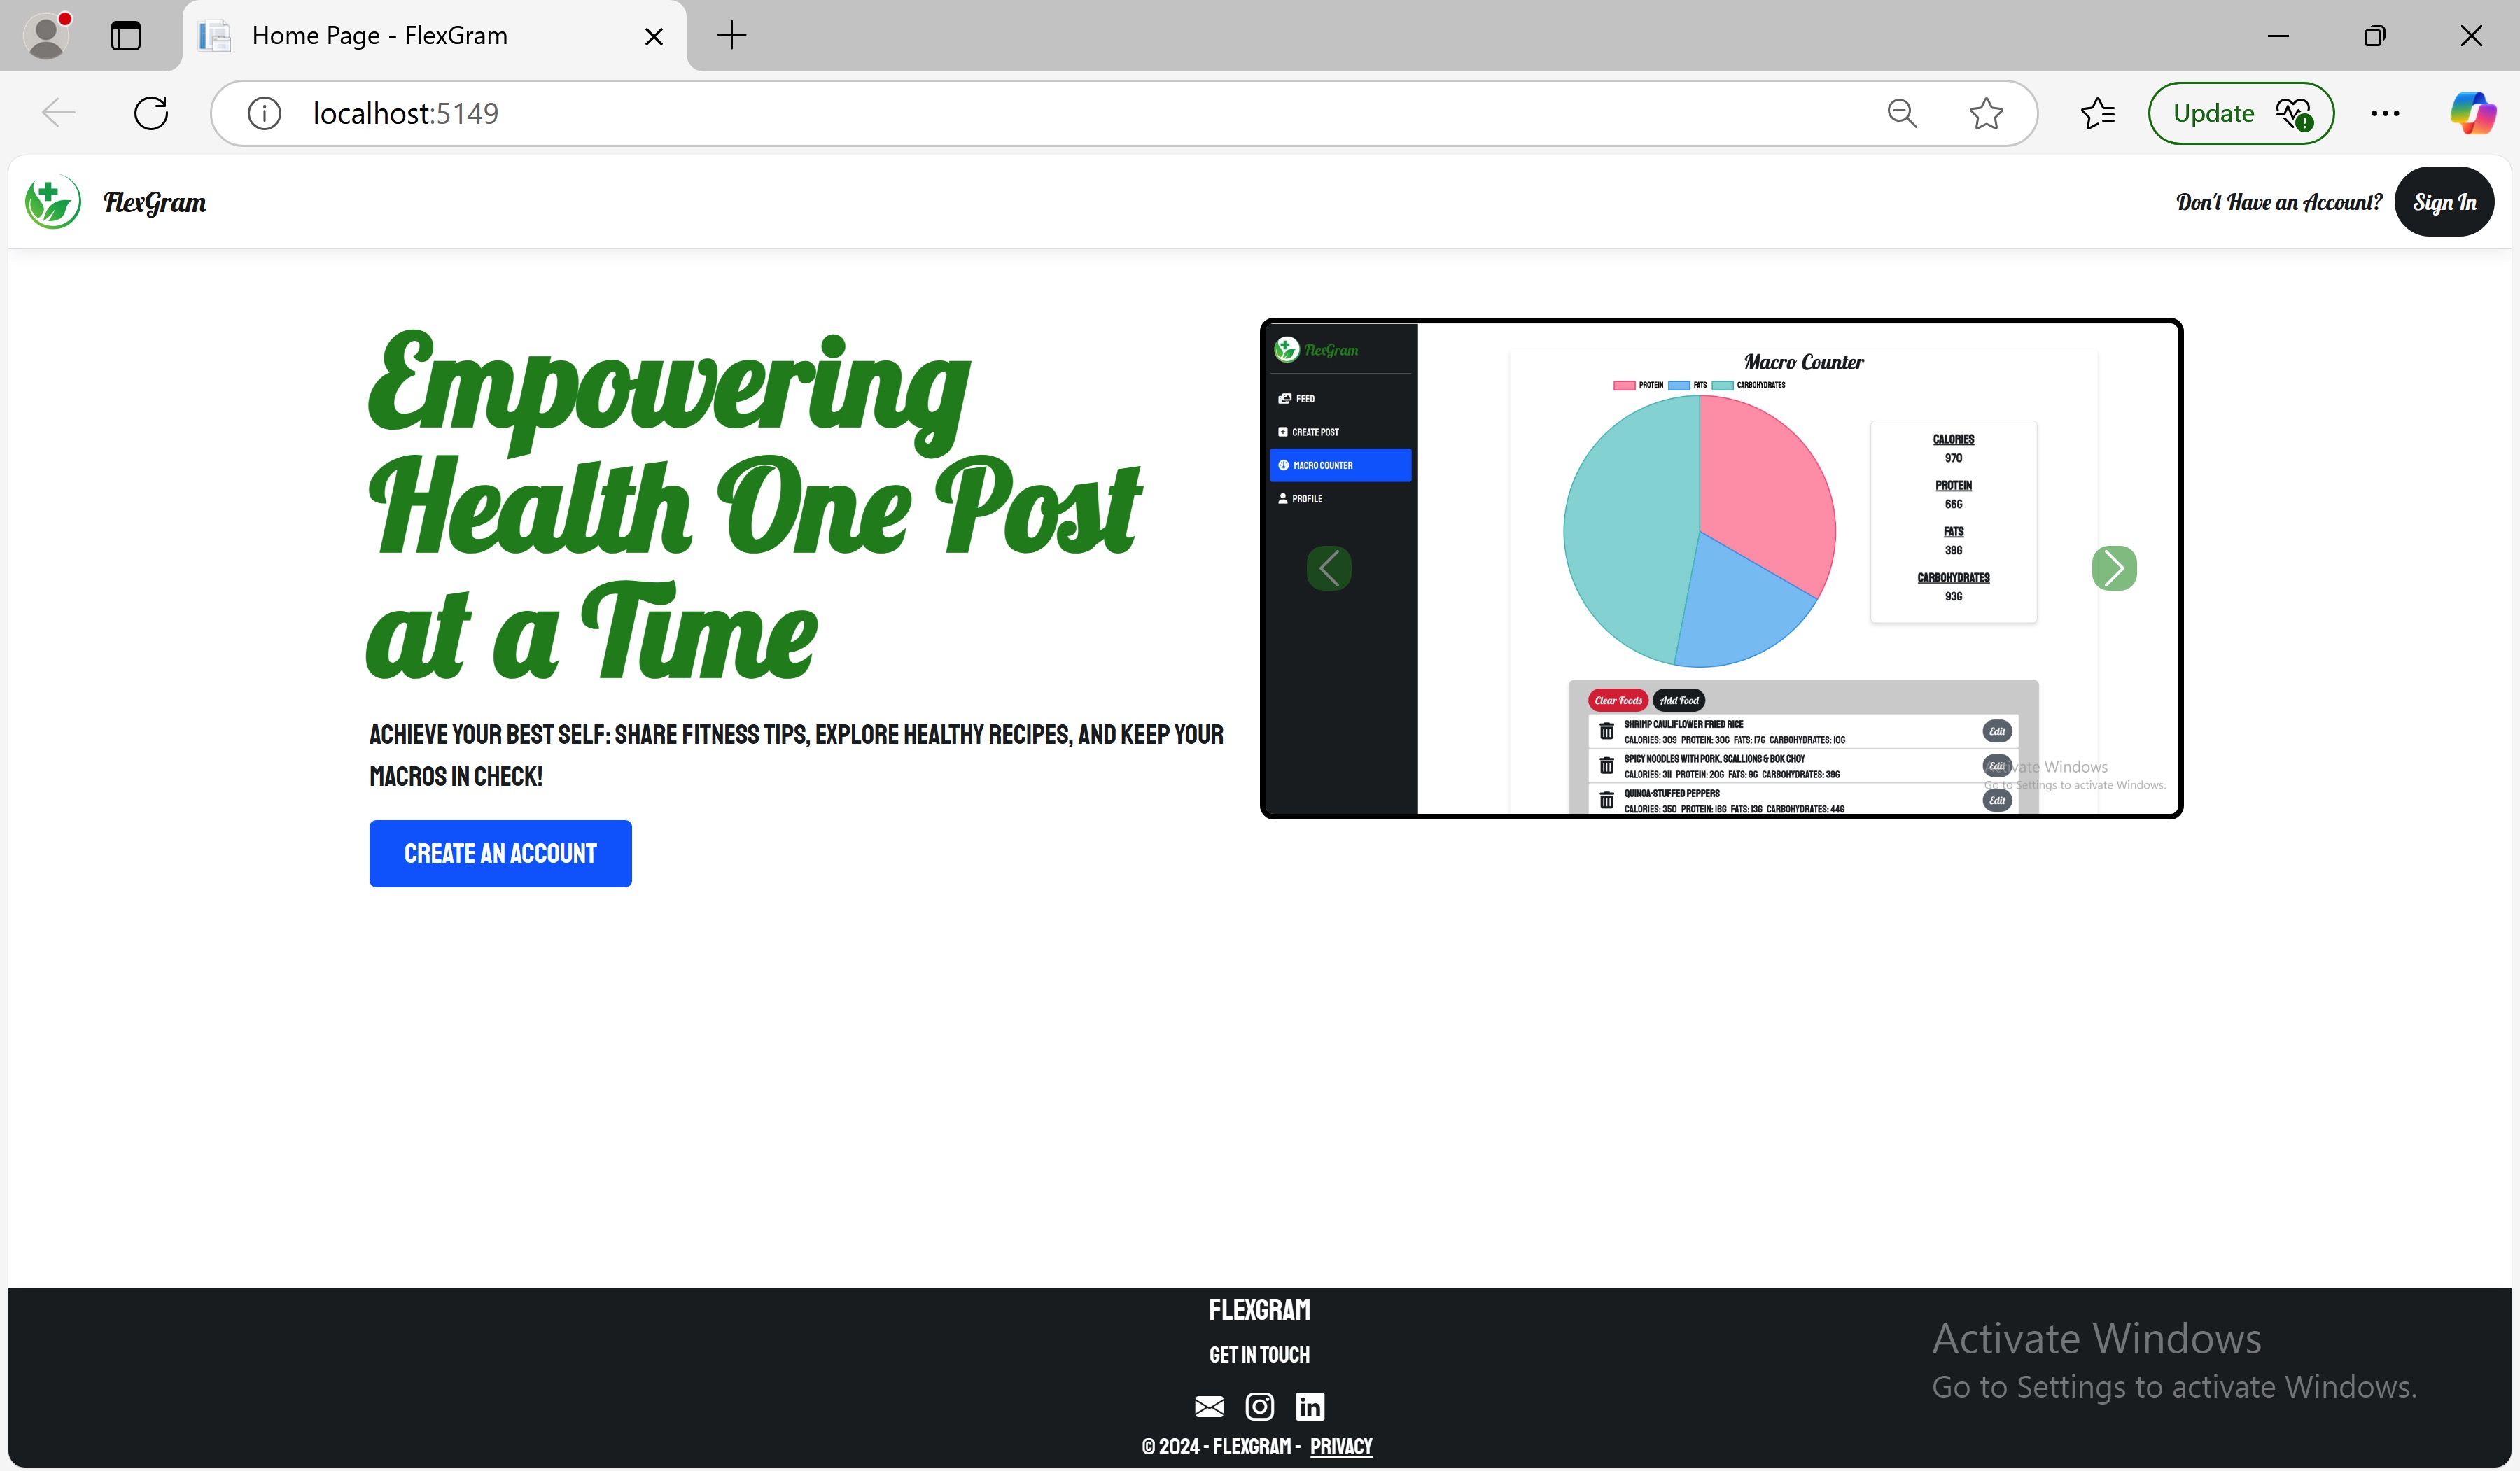 Home Page - FlexGram
localhost:5149
Update
FlexGram
Don't Have an Account?
Sign In
Empowering
Health One Post
at a Time
ACHIEVE YOUR BEST SELF: SHARE FITNESS TIPS, EXPLORE HEALTHY RECIPES, AND KEEP YOUR
MACROS IN CHECK!
CREATE AN ACCOUNT
FlexGram
FEED
CREATE POST
MACRO COUNTER
PROFILE
Macro Counter
PROTEIN FATS CARBOHYDRATES
CALORIES
970
PROTEIN
66G
FATS
39G
CARBOHYDRATES
93G
Clear Foods Add Food
SHRIMP CAULIFLOWER FRIED RICE
CALORIES: 309 PROTEIN: 30G FATS: 17G CARBOHYDRATES: 10G
Edit
SPICY NOODLES WITH PORK, SCALLIONS & BOK CHOY
CALORIES: 311 PROTEIN: 20G FATS: 9G CARBOHYDRATES: 39G
Edit
QUINOA-STUFFED PEPPERS
CALORIES: 350 PROTEIN: 16G FATS: 13G CARBOHYDRATES: 44G
Edit
Activate Windows
Go to Settings to activate Windows.
FLEXGRAM
GET IN TOUCH
© 2024 - FLEXGRAM - PRIVACY
Activate Windows
Go to Settings to activate Windows.